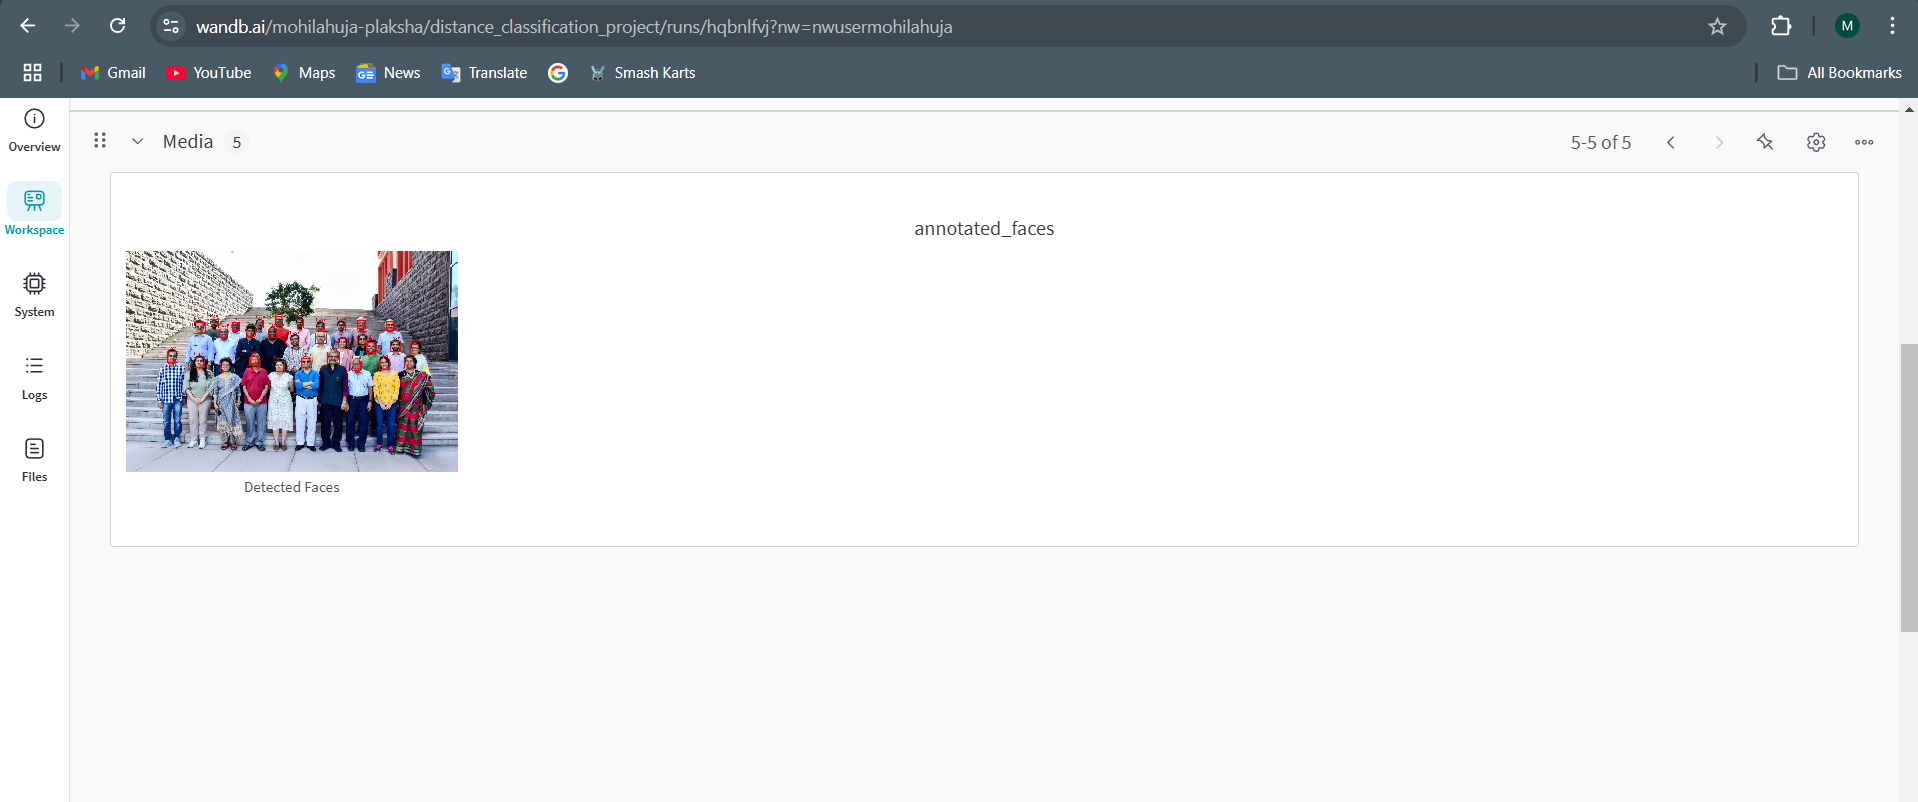 wandb.ai/mohilahuja-plaksha/distance_classification_project/runs/hqbnlfvj?nw=nwusermohilahuja
M
Gmail YouTube Maps News Translate Smash Karts All Bookmarks
Overview
Workspace
System
Logs
Files
Media 5 5-5 of 5
annotated_faces
Detected Faces